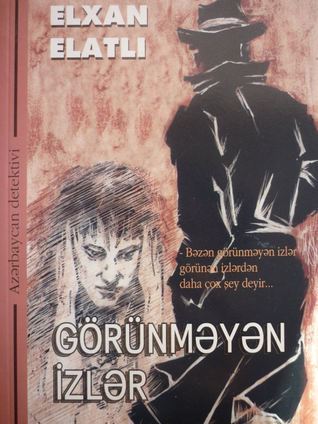 ELXAN
ELATLI
Azərbaycan detektivi
- Bəzən görünməyən izlər
görünən izlərdən
daha çox şey deyir...
GÖRÜNMƏYƏN
İZLƏR